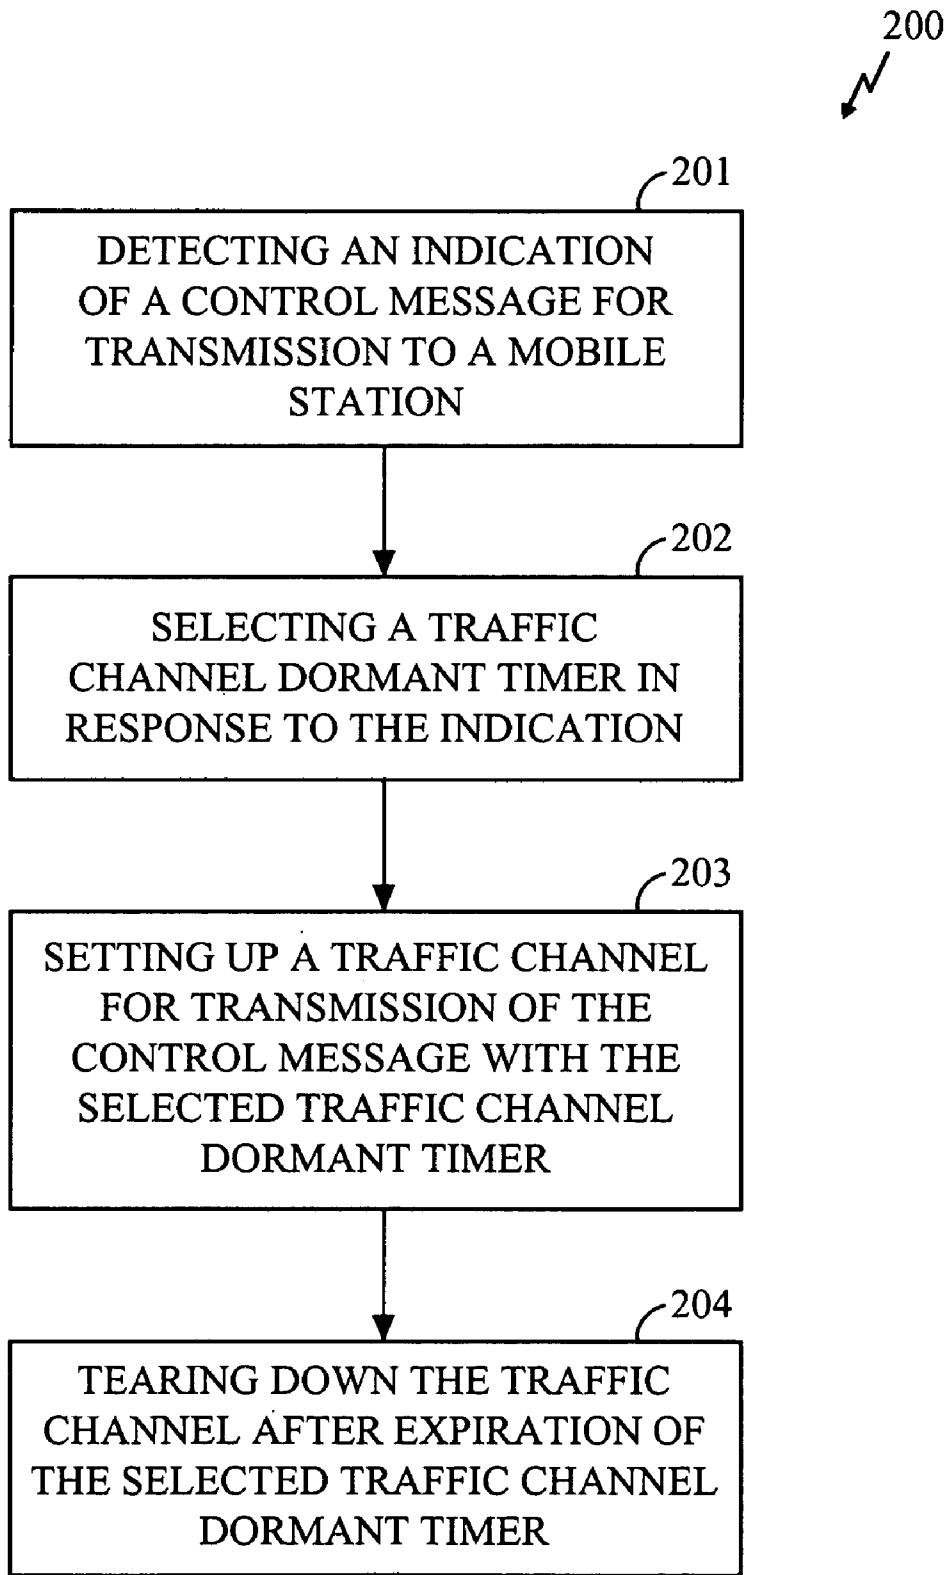 200
201
DETECTING AN INDICATION
OF A CONTROL MESSAGE FOR
TRANSMISSION TO A MOBILE
STATION
202
SELECTING A TRAFFIC
CHANNEL DORMANT TIMER IN
RESPONSE TO THE INDICATION
203
SETTING UP A TRAFFIC CHANNEL
FOR TRANSMISSION OF THE
CONTROL MESSAGE WITH THE
SELECTED TRAFFIC CHANNEL
DORMANT TIMER
204
TEARING DOWN THE TRAFFIC
CHANNEL AFTER EXPIRATION OF
THE SELECTED TRAFFIC CHANNEL
DORMANT TIMER